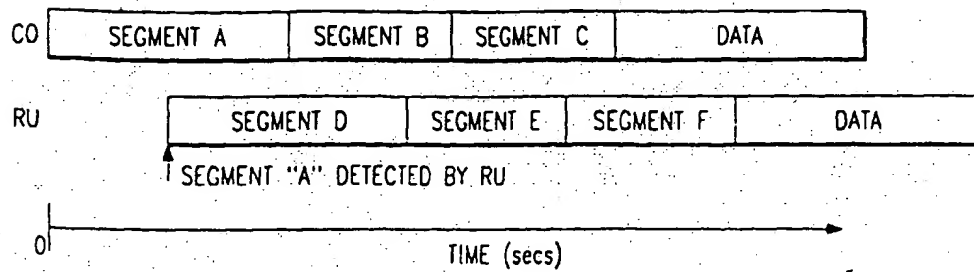 CO SEGMENT A SEGMENT B SEGMENT C DATA
RU SEGMENT D SEGMENT E SEGMENT F DATA
SEGMENT "A" DETECTED BY RU
0
TIME (secs)